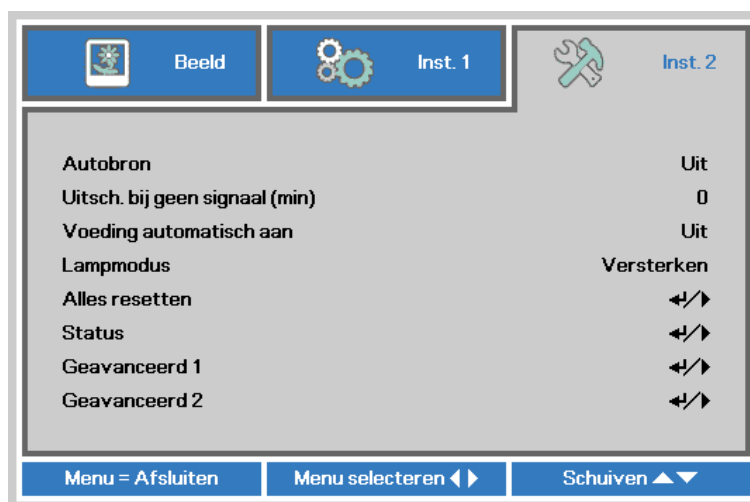 Beeld Inst. 1 Inst. 2
Autobron Uit
Uitsch. bij geen signaal (min) 0
Voeding automatisch aan Uit
Lampmodus Versterken
Alles resetten
Status
Geavanceerd 1
Geavanceerd 2
Menu = Afsluiten Menu selecteren Schuiven